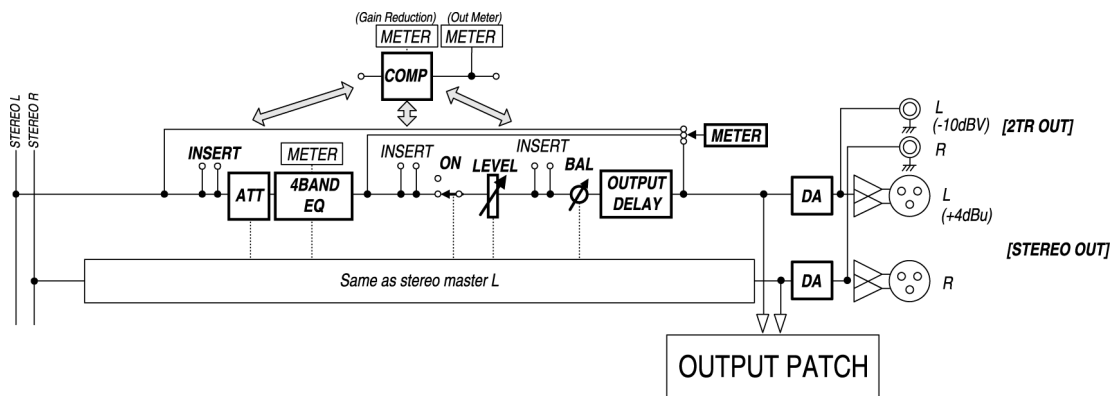 (Gain Reduction) (Out Meter)
METER METER
COMP
STEREO L
STEREO R
METER
INSERT METER INSERT ON LEVEL INSERT BAL
ATT
4BAND
EQ
OUTPUT
DELAY
DA
L
(-10dBV) [2TR OUT]
R
L
(+4dBu)
[STEREO OUT]
Same as stereo master L
DA
R
OUTPUT PATCH